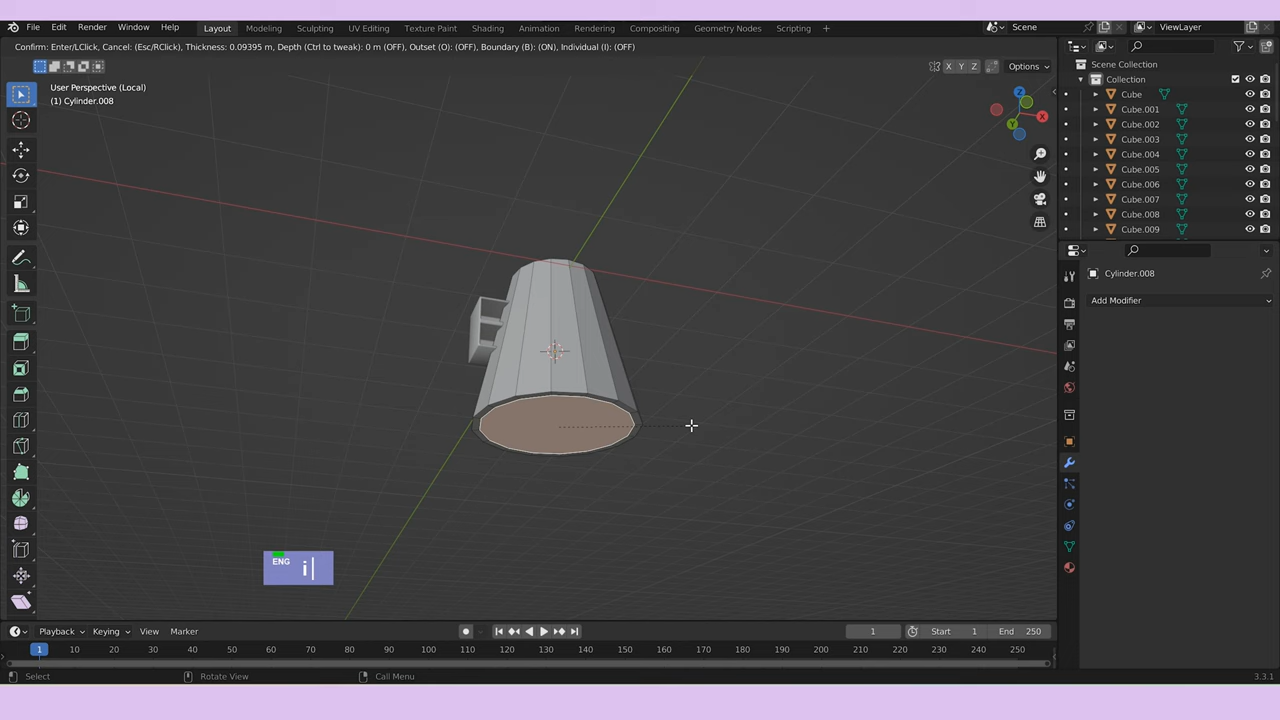 File Edit Render Window Help Layout Modeling Sculpting UV Editing Texture Paint Shading Animation Rendering Compositing Geometry Nodes Scripting + Scene ViewLayer
Confirm: Enter/LClick, Cancel: (Esc/RClick), Thickness: 0.09395 m, Depth (Ctrl to tweak): 0 m (OFF), Outset (O): (OFF), Boundary (B): (ON), Individual (I): (OFF)
X Y Z Options
User Perspective (Local)
(1) Cylinder.008
Z
X
Y
Scene Collection
Collection
Cube
Cube.001
Cube.002
Cube.003
Cube.004
Cube.005
Cube.006
Cube.007
Cube.008
Cube.009
Cylinder.008
Add Modifier
ENG i
Playback Keying View Marker 1 Start 1 End 250
1 10 20 30 40 50 60 70 80 90 100 110 120 130 140 150 160 170 180 190 200 210 220 230 240 250
Select Rotate View Call Menu 3.3.1